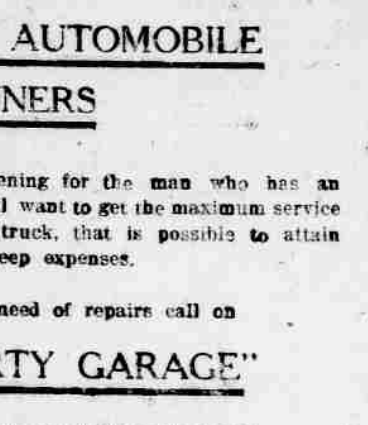 AUTOMOBILE
NERS
ening for the man who has an
l want to get the maximum service
truck, that is possible to attain
eep expenses.
need of repairs call on
RTY GARAGE"